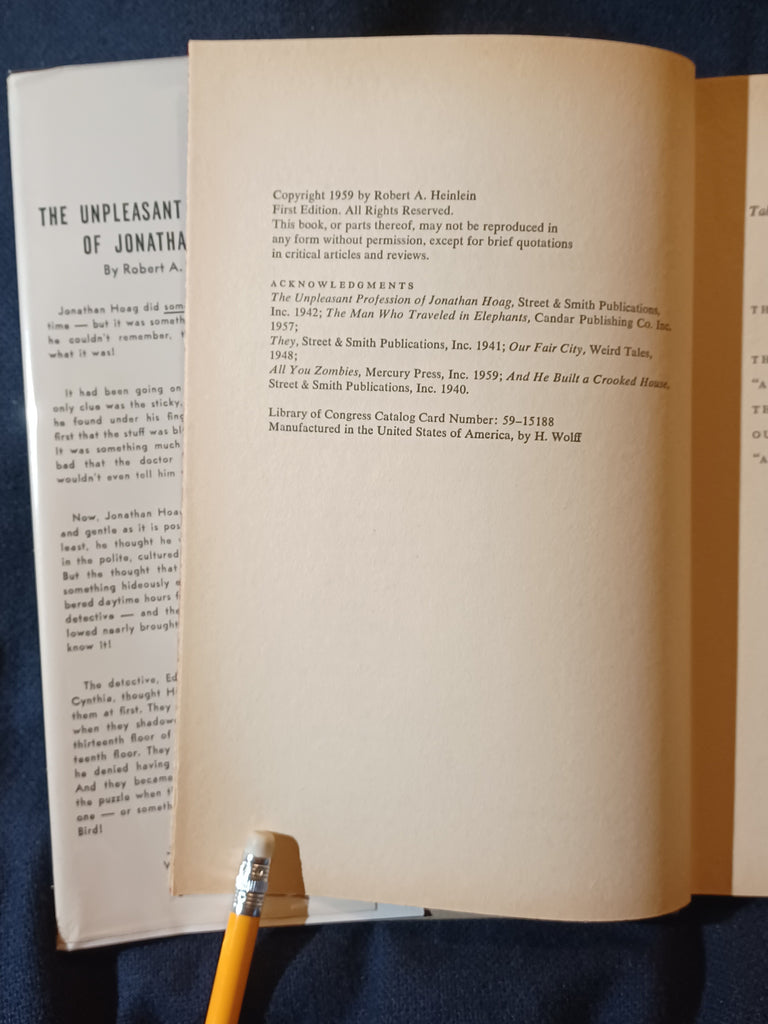 THE UNPLEASANT
OF JONATHA
By Robert A.
Jonathan Hoag did som
time — but it was someth
he couldn't remember. 
what it was!
It had been going on
only clue was the sticky,
he found under his fing
first that the stuff was bl
It was something much
bad that the doctor
wouldn't even tell him
Now, Jonathan Hoa
and gentle as it is pos
least, he thought he
in the polite, cultured
But the thought that
something hideously
bered daytime hours
detective — and the
lowed nearly brought
know it!
The detective, Ed
Cynthia, thought H
them at first. They
when they shadow
thirteenth floor of
teenth floor. They
he denied having
And they became
the puzzle when
one — or someth
Bird!
Copyright 1959 by Robert A. Heinlein
First Edition. All Rights Reserved.
This book, or parts thereof, may not be reproduced in
any form without permission, except for brief quotations
in critical articles and reviews.
ACKNOWLEDGMENTS
The Unpleasant Profession of Jonathan Hoag, Street & Smith Publications,
Inc. 1942; The Man Who Traveled in Elephants, Candar Publishing Co. Inc.
1957;
They, Street & Smith Publications, Inc. 1941; Our Fair City, Weird Tales,
1948;
All You Zombies, Mercury Press, Inc. 1959; And He Built a Crooked House,
Street & Smith Publications, Inc. 1940.
Library of Congress Catalog Card Number: 59–15188
Manufactured in the United States of America, by H. Wolff
Ta
TH
TH
"A
TH
OU
"A